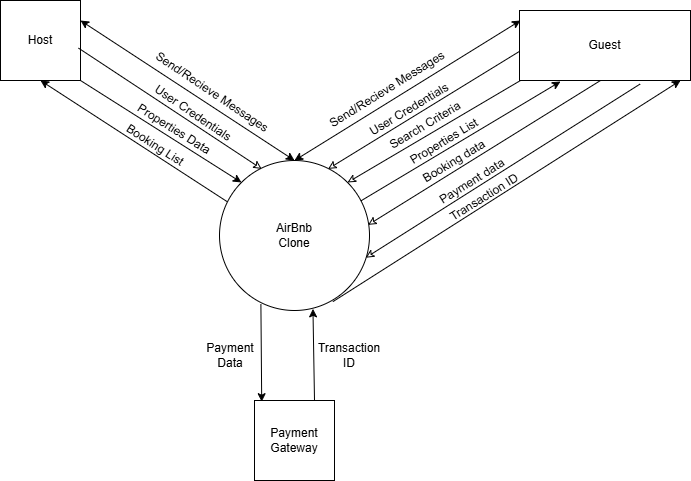 Host
Guest
Send/Recieve Messages
User Credentials
Properties Data
Booking List
Send/Recieve Messages
User Credentials
Search Criteria
Properties List
Booking data
Payment data
Transaction ID
AirBnb
Clone
Payment
Data
Transaction
ID
Payment
Gateway